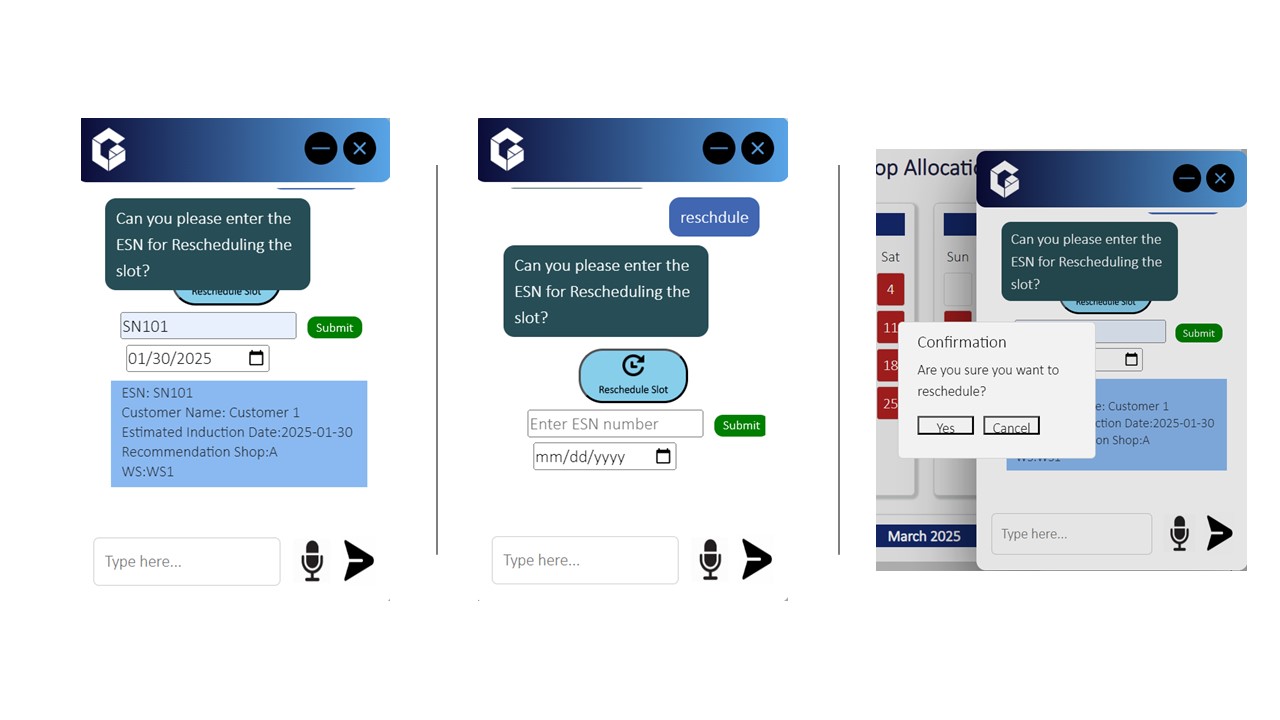 Can you please enter the
ESN for Rescheduling the
slot?
Reschedule Slot
SN101
Submit
01/30/2025
ESN: SN101
Customer Name: Customer 1
Estimated Induction Date:2025-01-30
Recommendation Shop:A
WS:WS1
Type here...
reschdule
Can you please enter the
ESN for Rescheduling the
slot?
Reschedule Slot
Enter ESN number
Submit
mm/dd/yyyy
Type here...
op Allocatio
Sat
Sun
4
11
18
25
March 2025
Can you please enter the
ESN for Rescheduling the
slot?
Reschedule Slot
Submit
Confirmation
Are you sure you want to
reschedule?
Yes
Cancel
e: Customer 1
ction Date:2025-01-30
on Shop:A
WS:WS1
Type here...